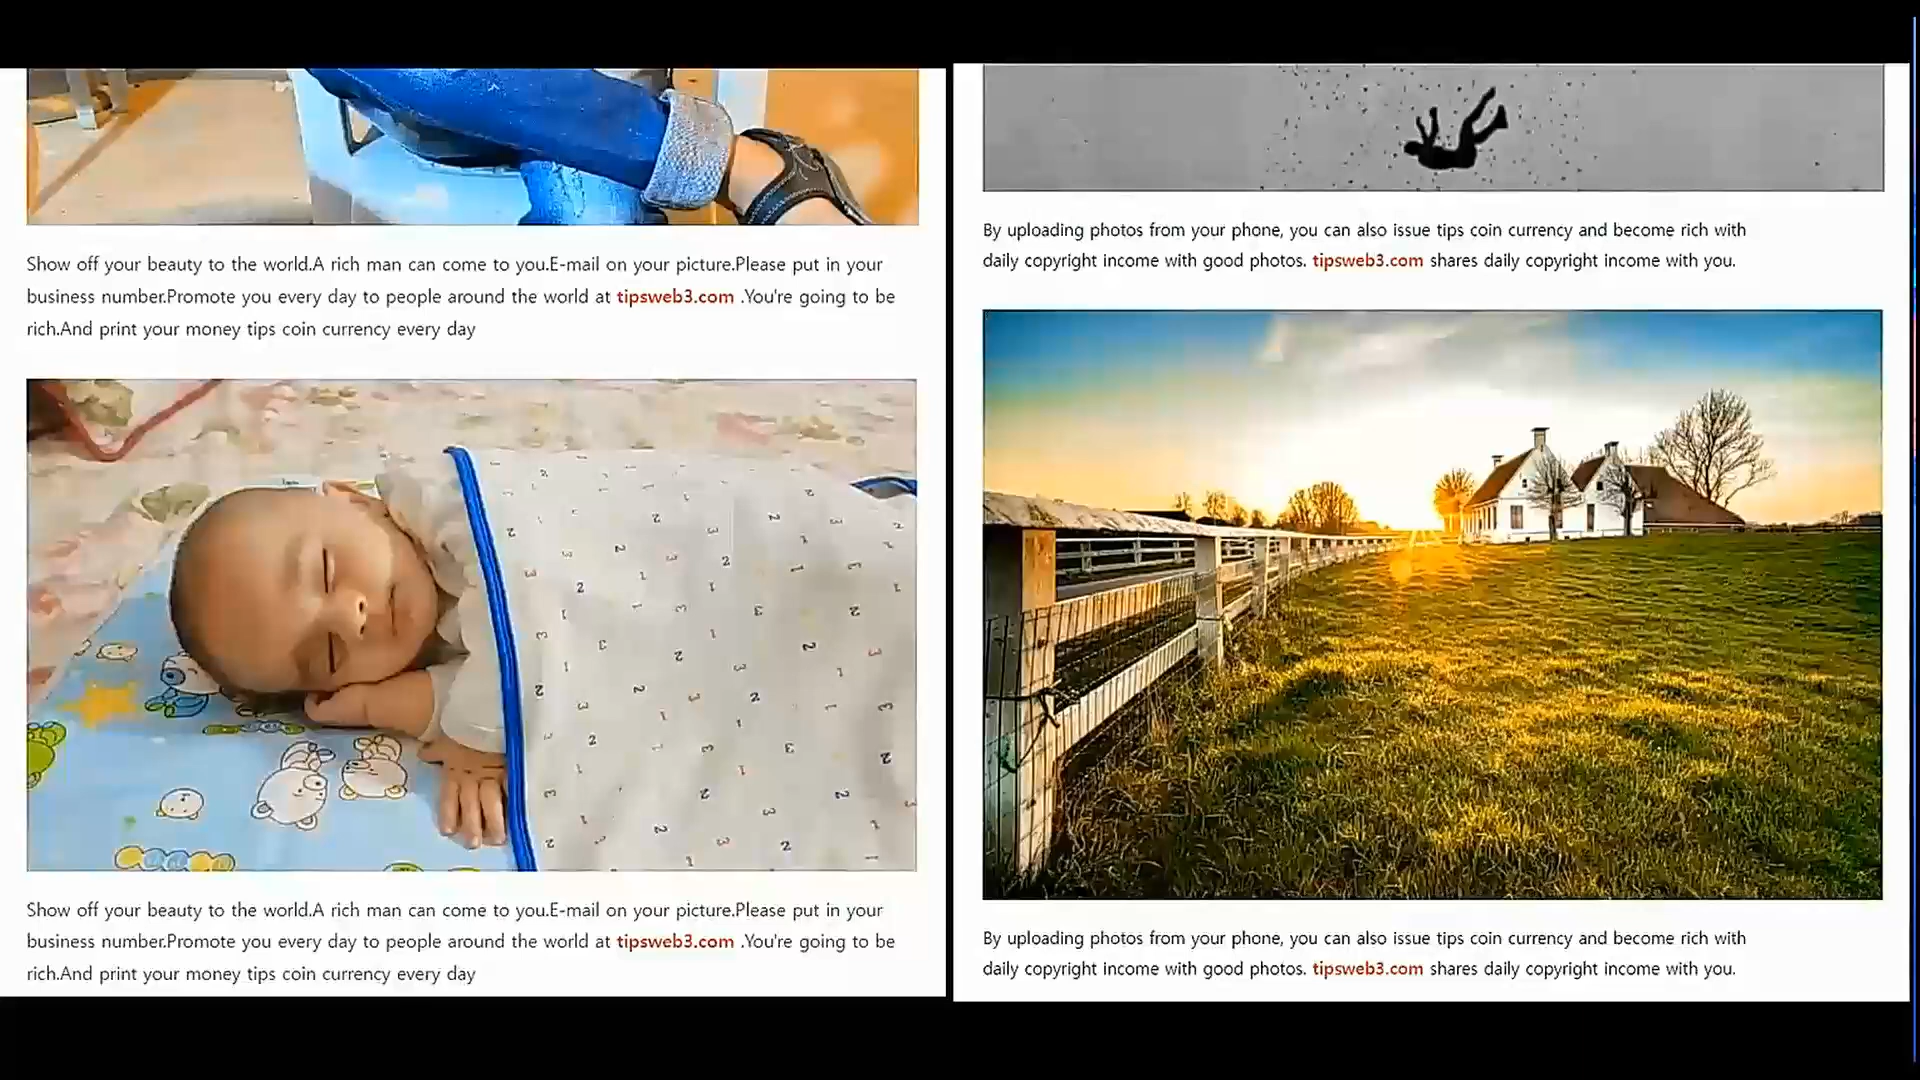 Show off your beauty to the world.A rich man can come to you.E-mail on your picture.Please put in your
business number.Promote you every day to people around the world at tipsweb3.com .You're going to be
rich.And print your money tips coin currency every day
Show off your beauty to the world.A rich man can come to you.E-mail on your picture.Please put in your
business number.Promote you every day to people around the world at tipsweb3.com .You're going to be
rich.And print your money tips coin currency every day
By uploading photos from your phone, you can also issue tips coin currency and become rich with
daily copyright income with good photos. tipsweb3.com shares daily copyright income with you.
By uploading photos from your phone, you can also issue tips coin currency and become rich with
daily copyright income with good photos. tipsweb3.com shares daily copyright income with you.